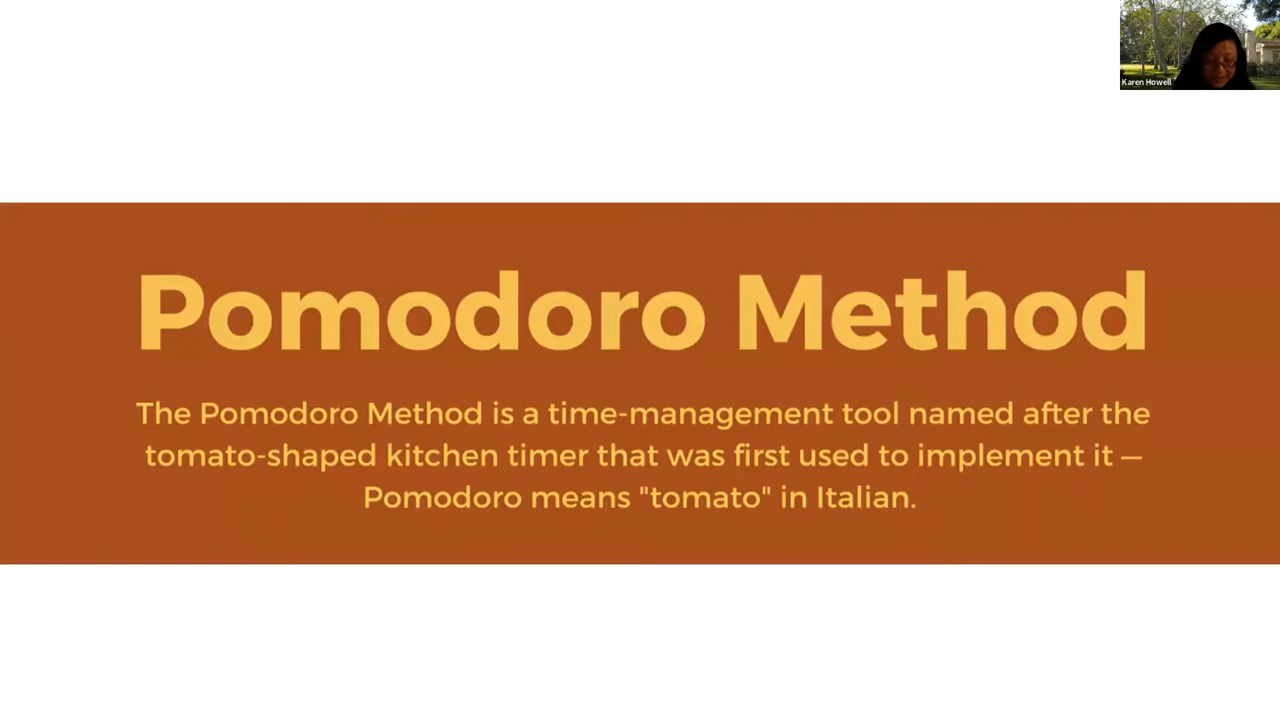 Karen Howell
Pomodoro Method
The Pomodoro Method is a time-management tool named after the
tomato-shaped kitchen timer that was first used to implement it —
Pomodoro means "tomato" in Italian.